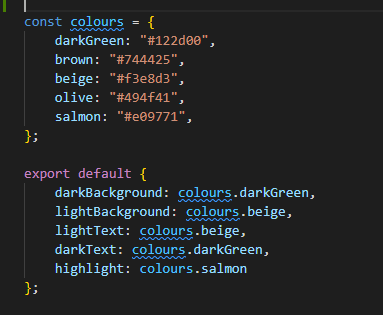 const colours = {
    darkGreen: "#122d00",
    brown: "#744425",
    beige: "#f3e8d3",
    olive: "#494f41",
    salmon: "#e09771",
};

export default {
    darkBackground: colours.darkGreen,
    lightBackground: colours.beige,
    lightText: colours.beige,
    darkText: colours.darkGreen,
    highlight: colours.salmon
};